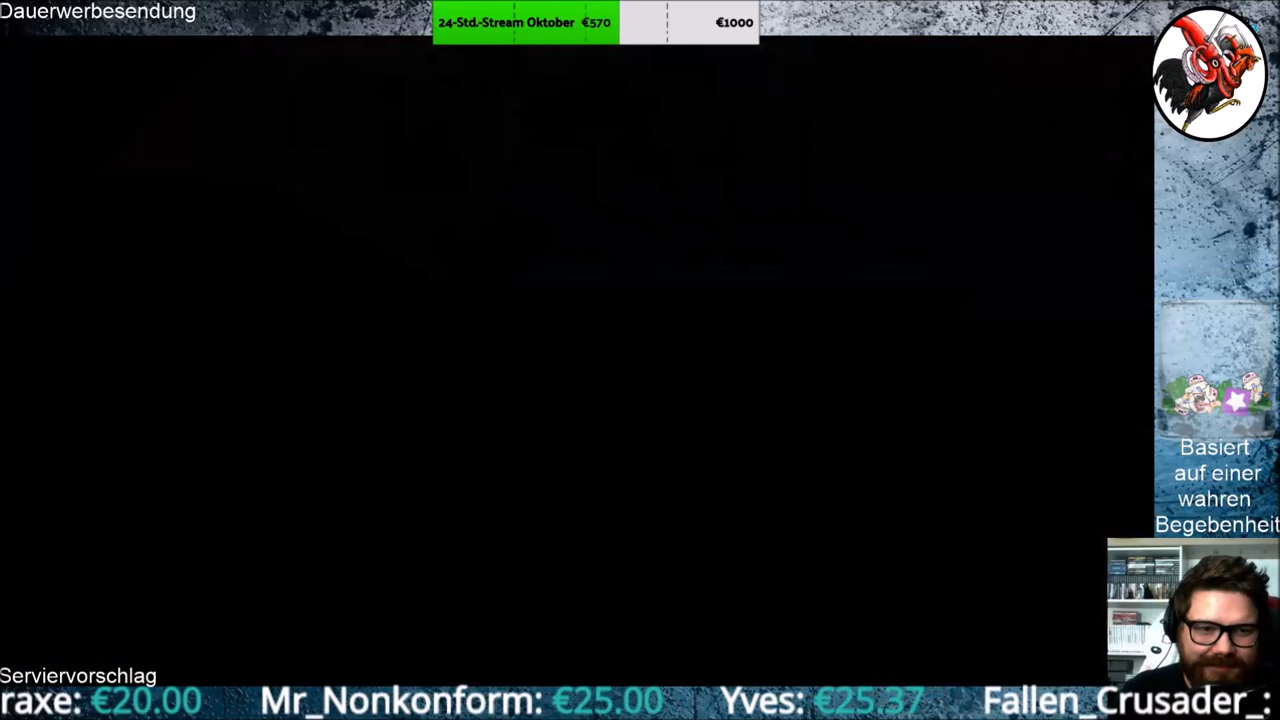 Dauerwerbesendung
24-Std.-Stream Oktober €570 €1000
Basiert
auf einer
wahren
Begebenheit
Serviervorschlag
raxe: €20.00 Mr_Nonkonform: €25.00 Yves: €25.37 Fallen_Crusader_: